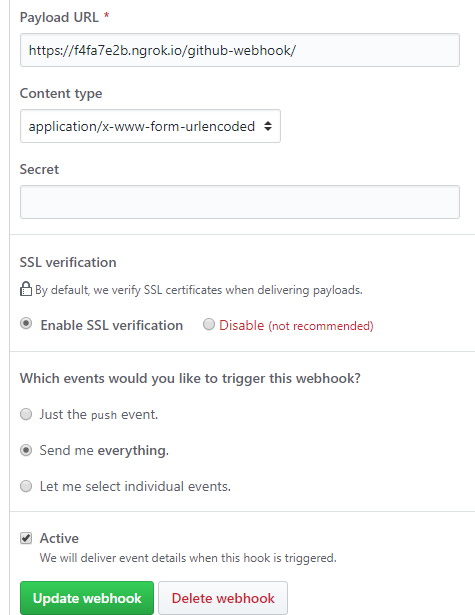 Payload URL *
https://f4fa7e2b.ngrok.io/github-webhook/
Content type
application/x-www-form-urlencoded
Secret
SSL verification
By default, we verify SSL certificates when delivering payloads.
Enable SSL verification Disable (not recommended)
Which events would you like to trigger this webhook?
Just the push event.
Send me everything.
Let me select individual events.
Active
We will deliver event details when this hook is triggered.
Update webhook Delete webhook